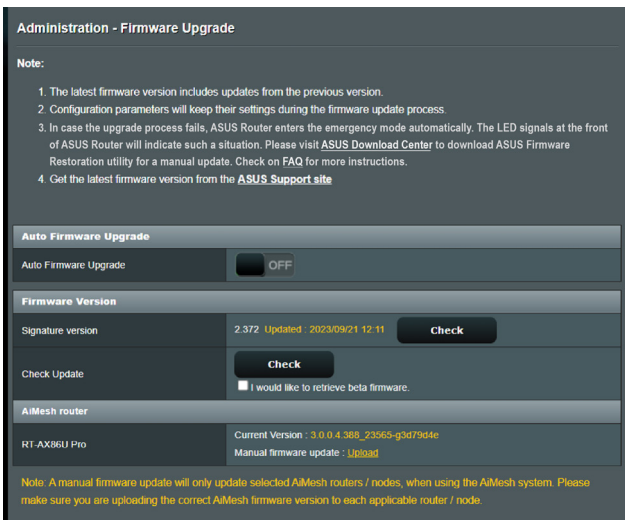 Administration - Firmware Upgrade
Note:
1. The latest firmware version includes updates from the previous version.
2. Configuration parameters will keep their settings during the firmware update process.
3. In case the upgrade process fails, ASUS Router enters the emergency mode automatically. The LED signals at the front
of ASUS Router will indicate such a situation. Please visit ASUS Download Center to download ASUS Firmware
Restoration utility for a manual update. Check on FAQ for more instructions.
4. Get the latest firmware version from the ASUS Support site
Auto Firmware Upgrade
Auto Firmware Upgrade OFF
Firmware Version
Signature version 2.372 Updated : 2023/09/21 12:11 Check
Check Update Check
I would like to retrieve beta firmware.
AiMesh router
RT-AX86U Pro Current Version : 3.0.0.4.388_23565-g3d79d4e
Manual firmware update : Upload
Note: A manual firmware update will only update selected AiMesh routers / nodes, when using the AiMesh system. Please
make sure you are uploading the correct AiMesh firmware version to each applicable router / node.